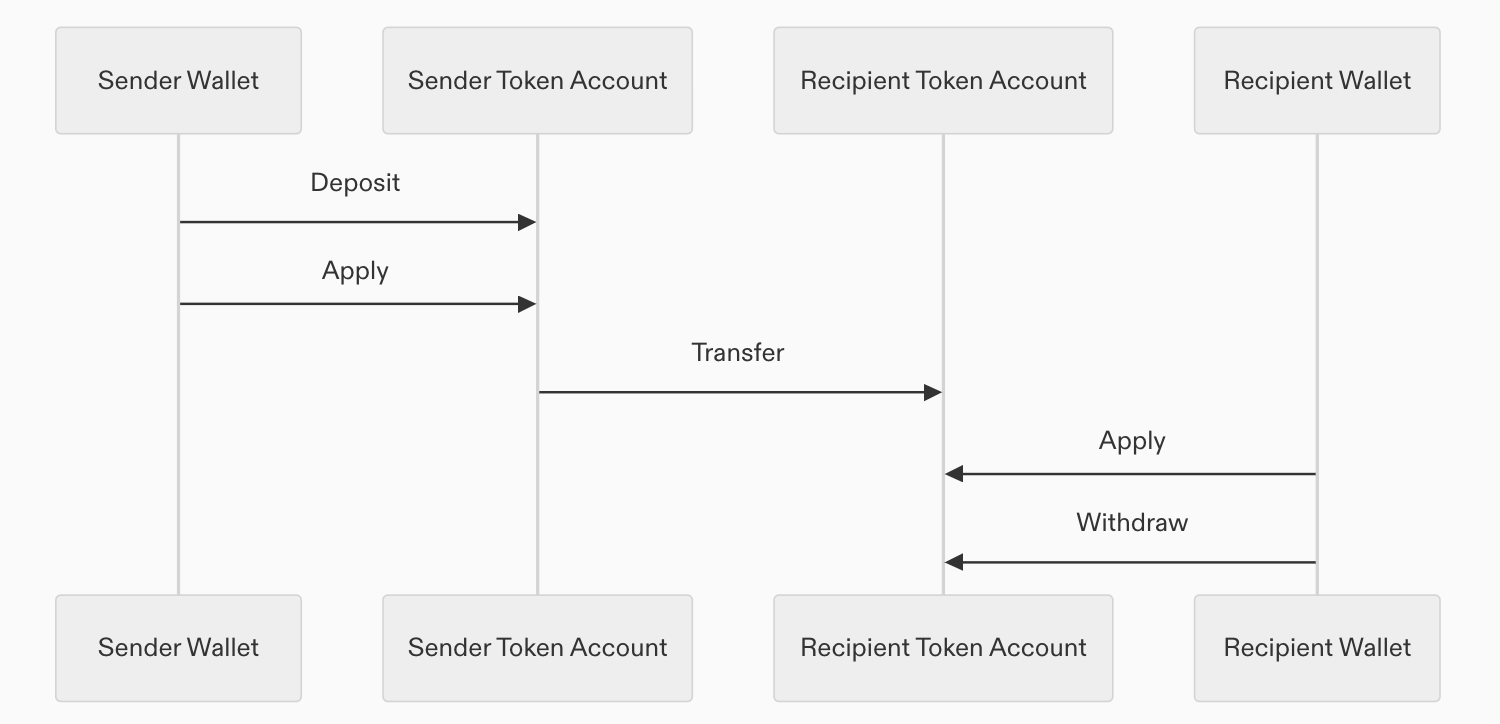 Sender Wallet
Sender Token Account
Recipient Token Account
Recipient Wallet
Deposit
Apply
Transfer
Apply
Withdraw
Sender Wallet
Sender Token Account
Recipient Token Account
Recipient Wallet